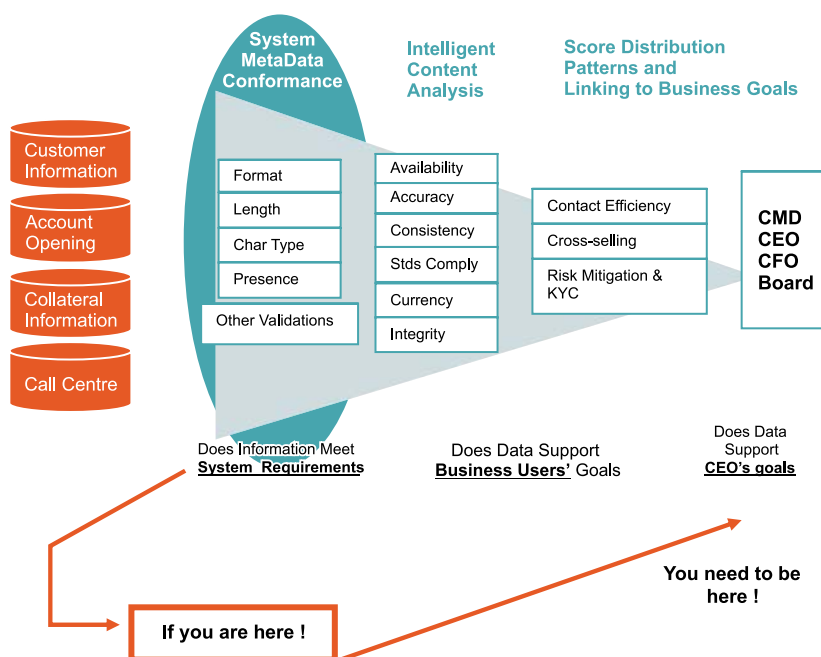 System
MetaData
Conformance
Intelligent
Content
Analysis
Score Distribution
Patterns and
Linking to Business Goals
Customer
Information
Account
Opening
Collateral
Information
Call Centre
Format
Length
Char Type
Presence
Other Validations
Availability
Accuracy
Consistency
Stds Comply
Currency
Integrity
Contact Efficiency
Cross-selling
Risk Mitigation &
KYC
CMD
CEO
CFO
Board
Does Information Meet
System Requirements
Does Data Support
Business Users' Goals
Does Data
Support
CEO's goals
If you are here !
You need to be
here !